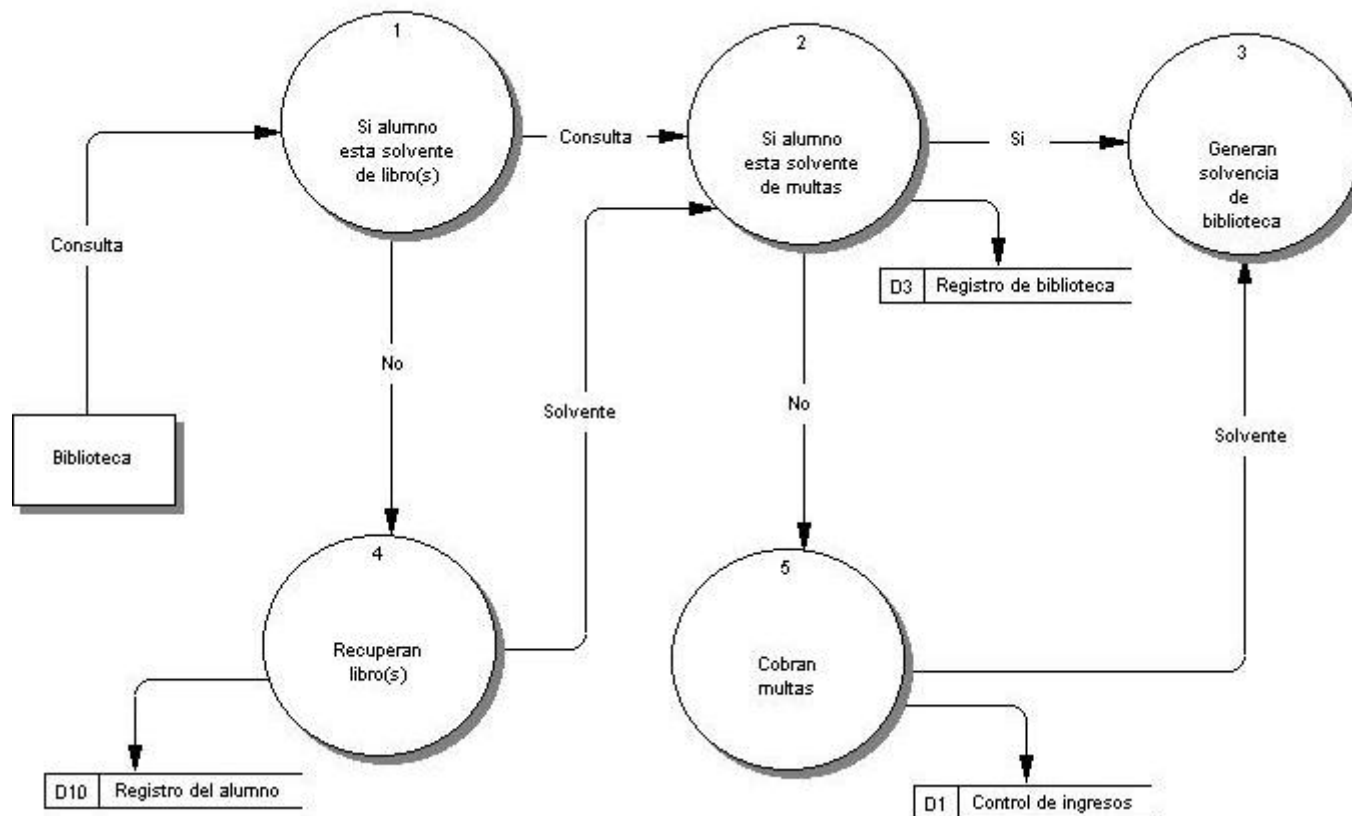 1
Si alumno
esta solvente
de libro(s)
Consulta
2
Si alumno
esta solvente
de multas
Si
3
Generan
solvencia
de
biblioteca
Consulta
D3 Registro de biblioteca
No
Solvente
No
Solvente
Biblioteca
4
Recuperan
libro(s)
5
Cobran
multas
D10 Registro del alumno
D1 Control de ingresos